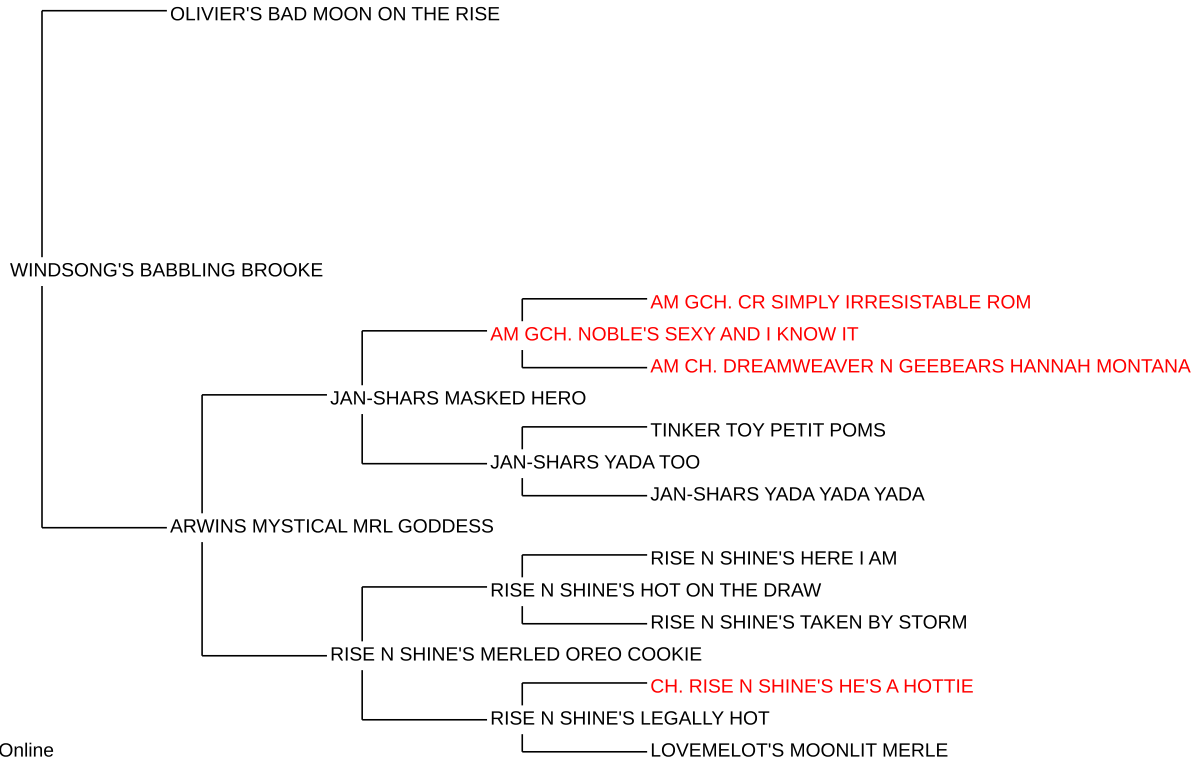 OLIVIER'S BAD MOON ON THE RISE
WINDSONG'S BABBLING BROOKE
AM GCH. CR SIMPLY IRRESISTABLE ROM
AM GCH. NOBLE'S SEXY AND I KNOW IT
AM CH. DREAMWEAVER N GEEBEARS HANNAH MONTANA
JAN-SHARS MASKED HERO
TINKER TOY PETIT POMS
JAN-SHARS YADA TOO
JAN-SHARS YADA YADA YADA
ARWINS MYSTICAL MRL GODDESS
RISE N SHINE'S HERE I AM
RISE N SHINE'S HOT ON THE DRAW
RISE N SHINE'S TAKEN BY STORM
RISE N SHINE'S MERLED OREO COOKIE
CH. RISE N SHINE'S HE'S A HOTTIE
RISE N SHINE'S LEGALLY HOT
LOVEMELOT'S MOONLIT MERLE
Online